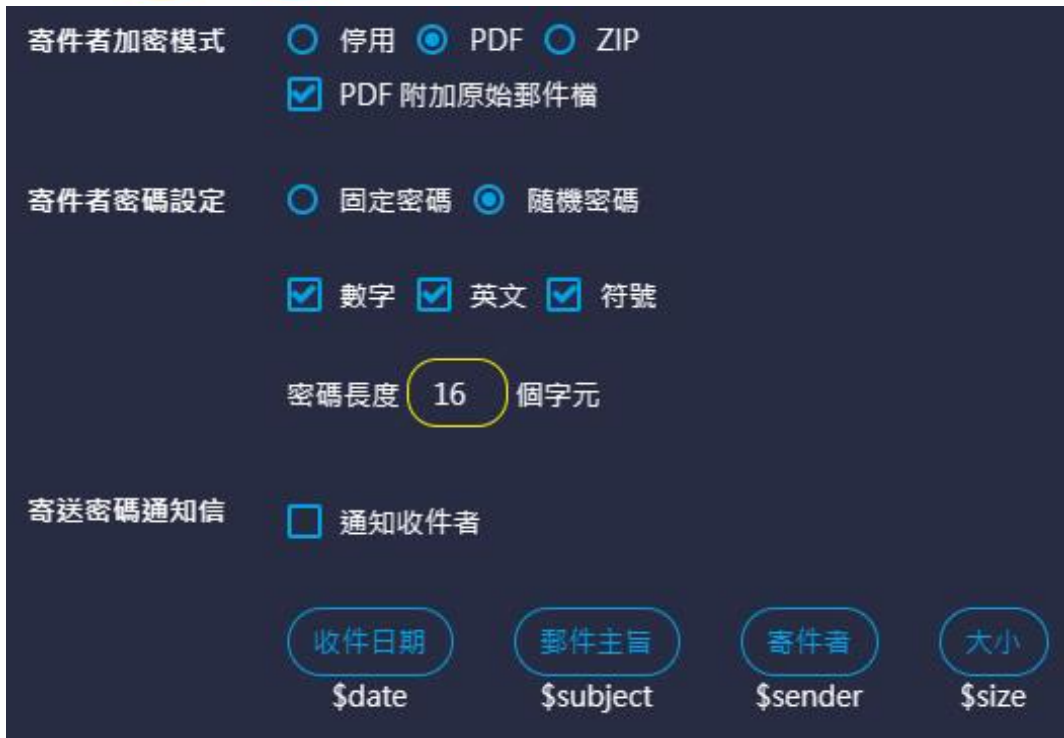 寄件者加密模式 停用 PDF ZIP
PDF 附加原始郵件檔
寄件者密碼設定 固定密碼 隨機密碼
數字 英文 符號
密碼長度 16 個字元
寄送密碼通知信 通知收件者
收件日期 郵件主旨 寄件者 大小
$date $subject $sender $size